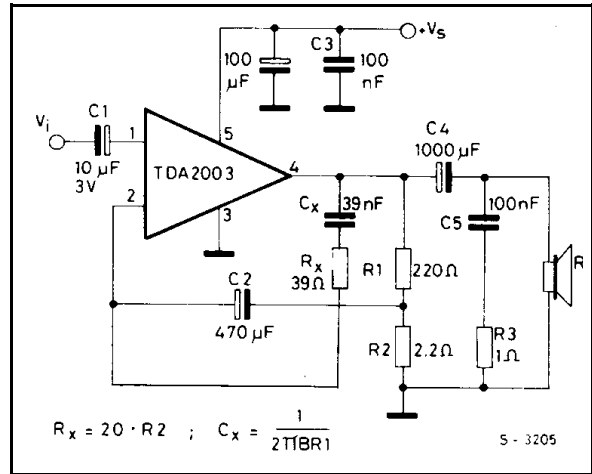 +Vs
C3
100 μF
100 nF
Vi
C1
1
5
10 μF
3V
TDA2003
4
2
3
C4
1000 μF
Cx
39nF
100nF
C5
Rx
39Ω
R1
220Ω
R
C2
470 μF
R2
2.2Ω
R3
1Ω
Rx = 20 · R2 ; Cx = 1 / 2πBR1
S - 3205